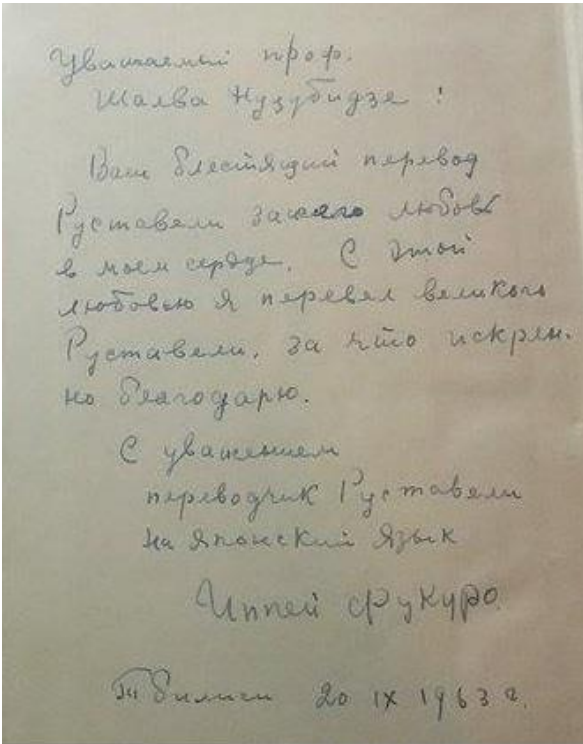 Уважаемый проф.
Шалва Нуцубидзе!
Ваш блестящий перевод
Руставели зажего любовь
в моем сердце. С этой
любовью я перевел великого
Руставели, за что искрен-
но благодарю.
С уважением
переводчик Руставели
на японский язык
Иппей Фукуро
Тбилиси 20 IX 1963 г.